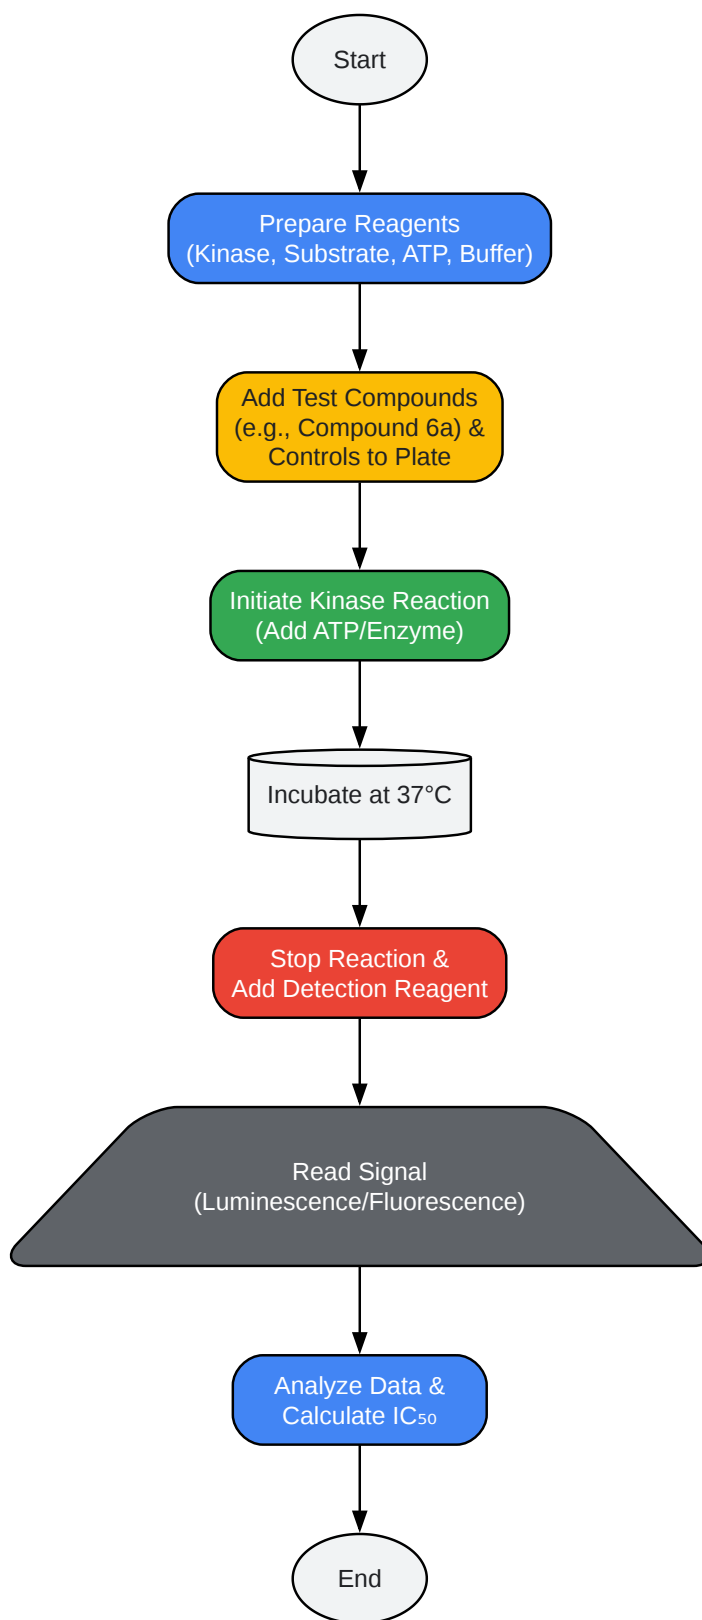 Start
Prepare Reagents
(Kinase, Substrate, ATP, Buffer)
Add Test Compounds
(e.g., Compound 6a) &
Controls to Plate
Initiate Kinase Reaction
(Add ATP/Enzyme)
Incubate at 37°C
Stop Reaction &
Add Detection Reagent
Read Signal
(Luminescence/Fluorescence)
Analyze Data &
Calculate IC₅₀
End